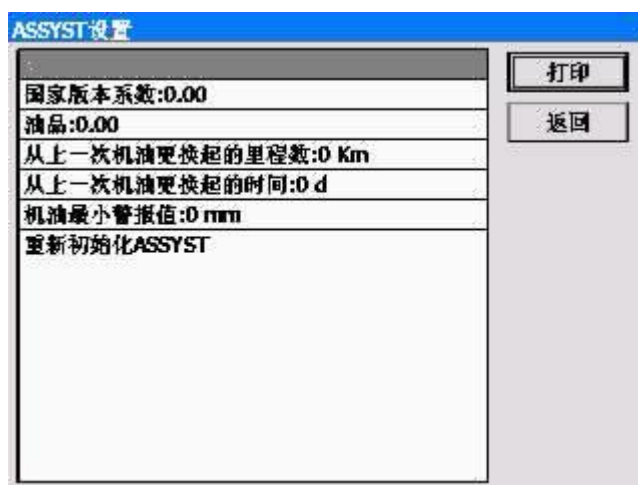 ASSYST设置
打印
国家版本系数:0.00
油品:0.00
返回
从上一次机油更换起的里程数:0 Km
从上一次机油更换起的时间:0 d
机油最小警报值:0 mm
重新初始化ASSYST